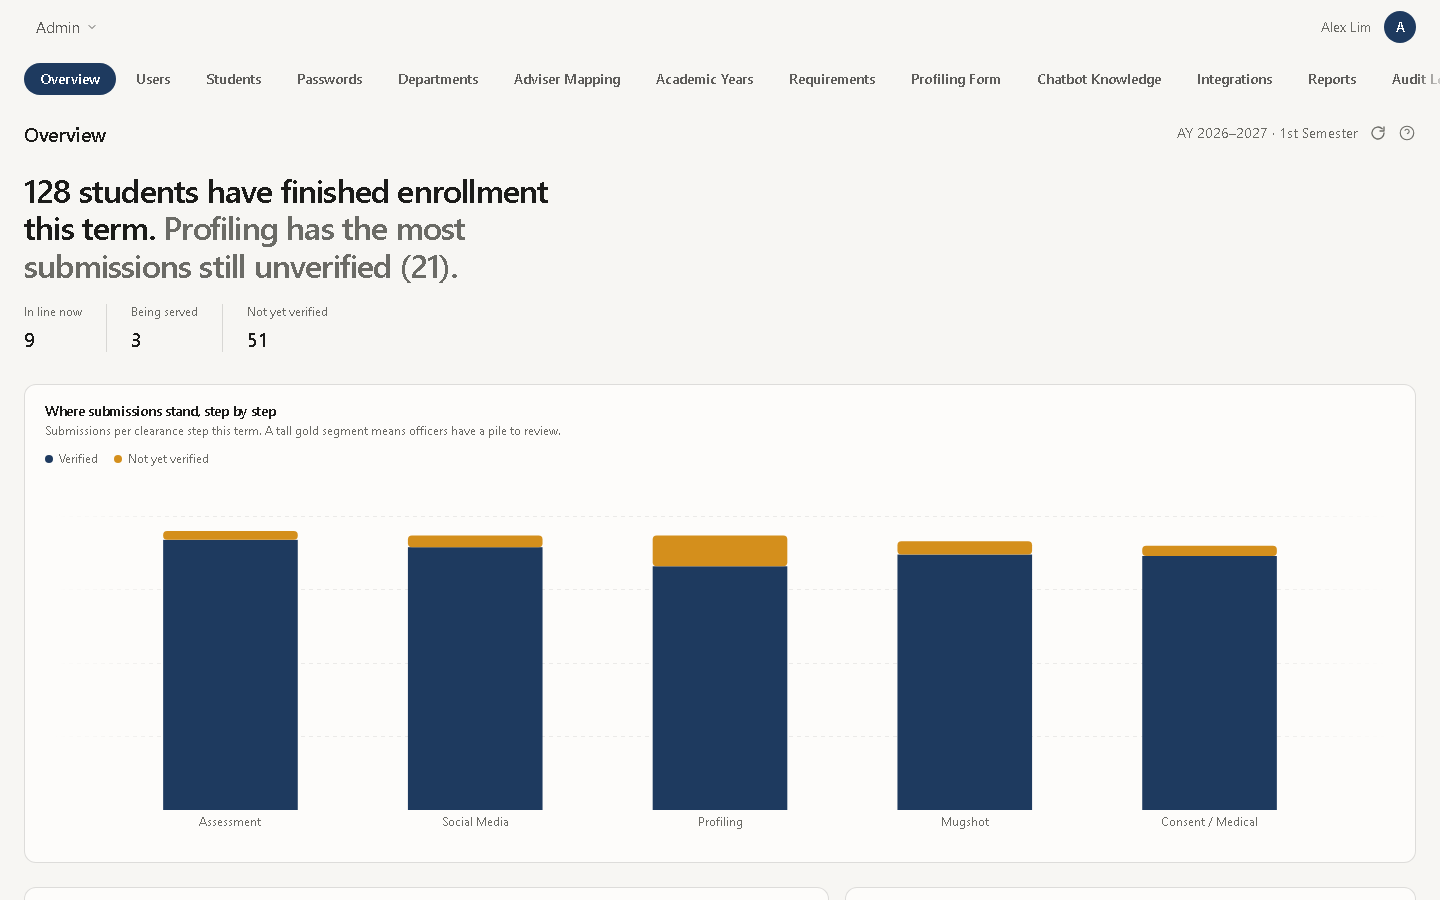 Admin
Alex Lim
A
Overview
Users
Students
Passwords
Departments
Adviser Mapping
Academic Years
Requirements
Profiling Form
Chatbot Knowledge
Integrations
Reports
Audit
Overview
AY 2026–2027 · 1st Semester
128 students have finished enrollment
this term. Profiling has the most
submissions still unverified (21).
In line now
9
Being served
3
Not yet verified
51
Where submissions stand, step by step
Submissions per clearance step this term. A tall gold segment means officers have a pile to review.
Verified
Not yet verified
Assessment
Social Media
Profiling
Mugshot
Consent / Medical